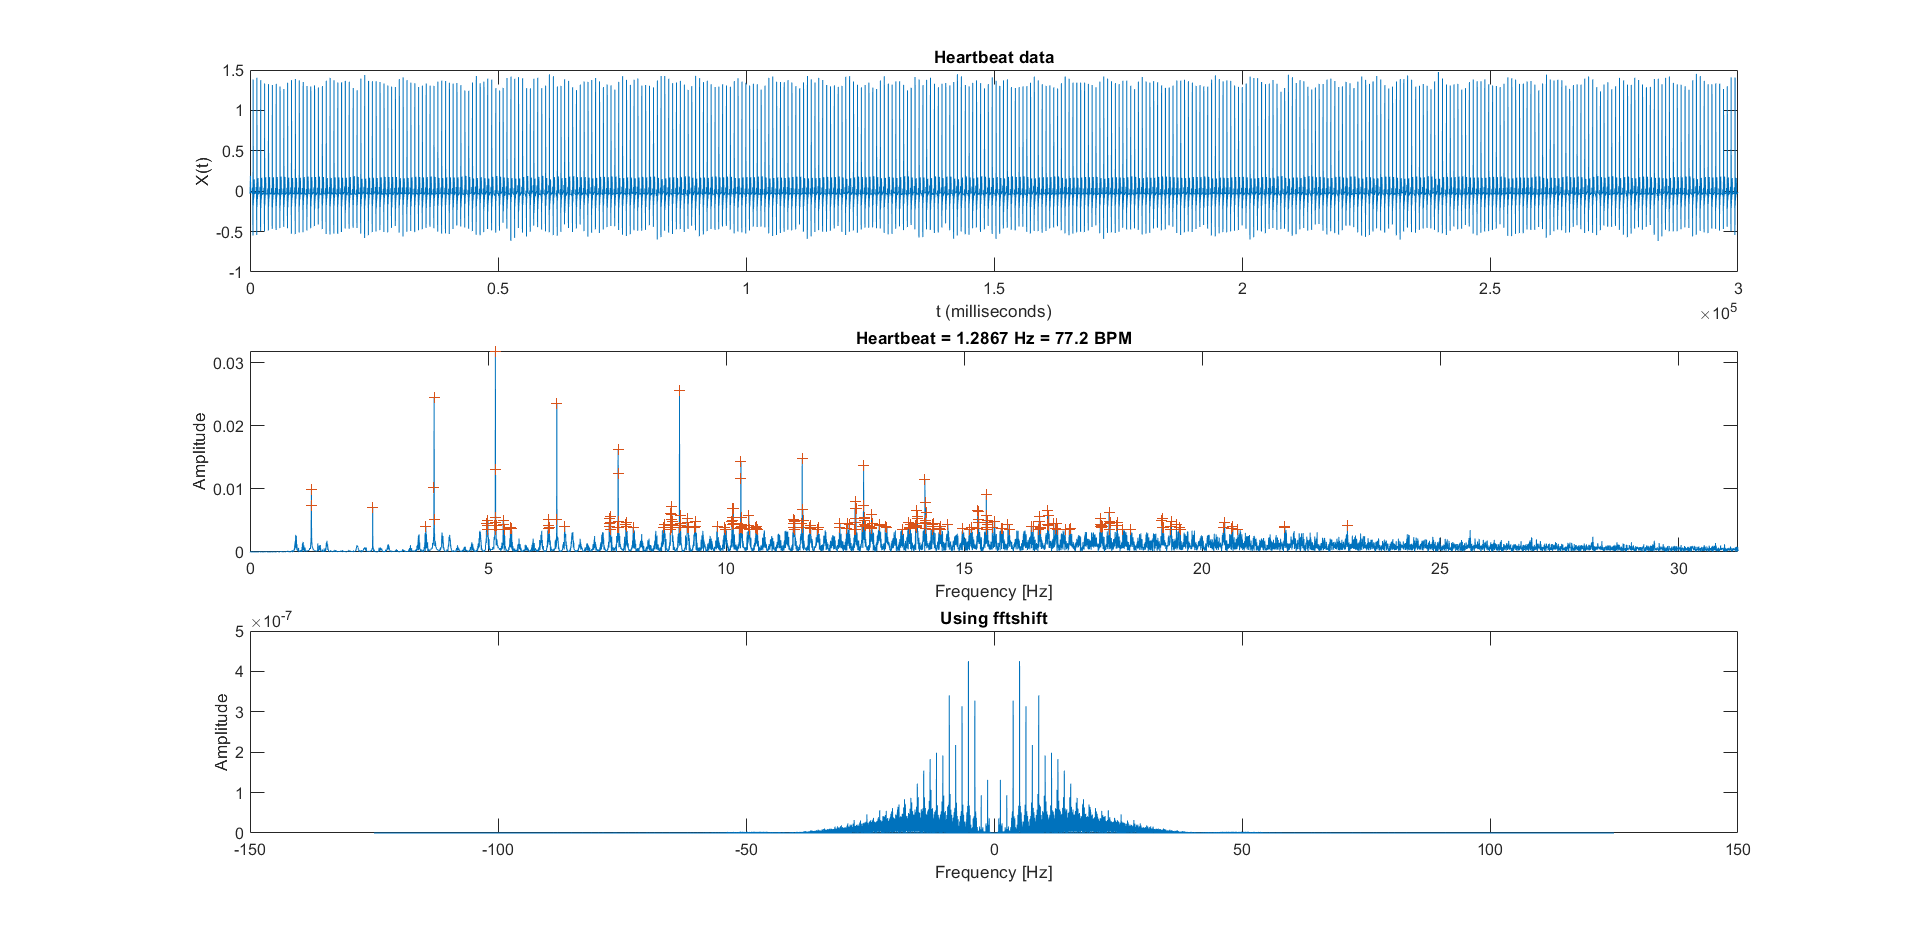 Heartbeat data
1.5
1
0.5
0
-0.5
-1
X(t)
0 0.5 1 1.5 2 2.5 3
t (milliseconds)
×10^5
Heartbeat = 1.2867 Hz = 77.2 BPM
0.03
0.02
0.01
0
Amplitude
0 5 10 15 20 25 30
Frequency [Hz]
Using fftshift
×10^-7
5
4
3
2
1
0
Amplitude
-150 -100 -50 0 50 100 150
Frequency [Hz]